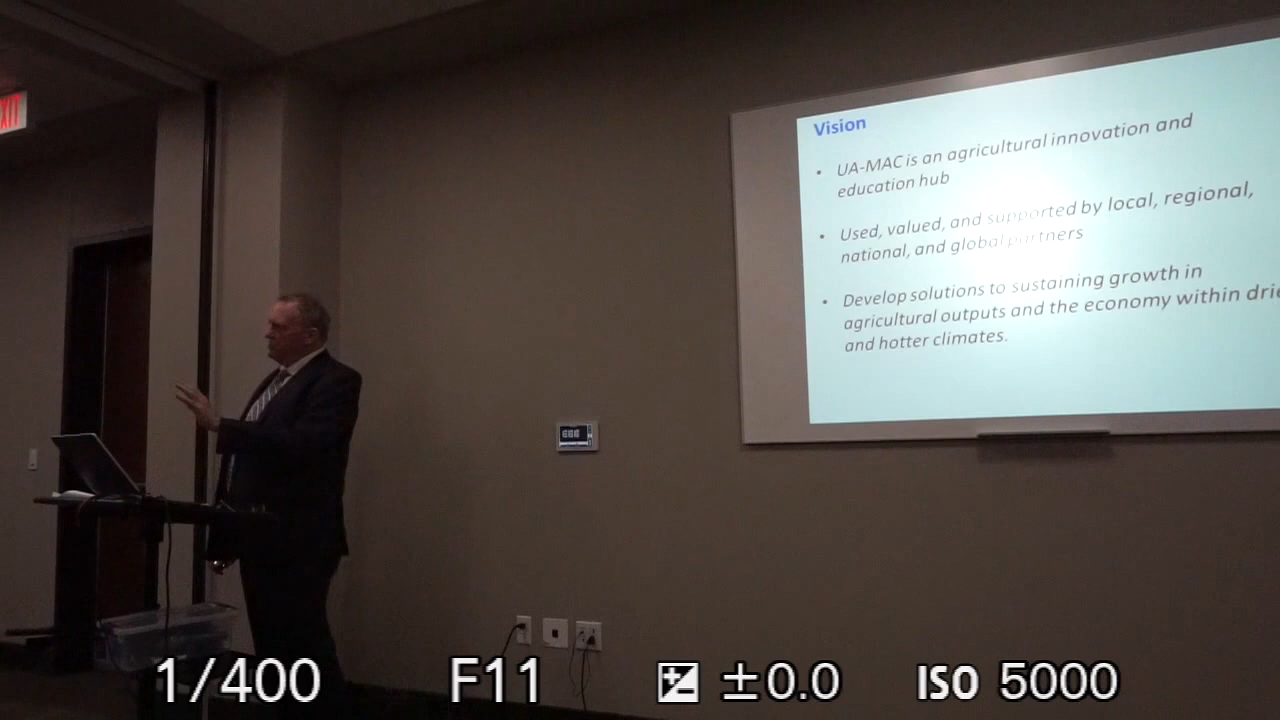 EXIT
Vision
• UA-MAC is an agricultural innovation and
education hub
• Used, valued, and supported by local, regional,
national, and global partners
• Develop solutions to sustaining growth in
agricultural outputs and the economy within
and hotter climates.
1/400 F11 ±0.0 ISO 5000